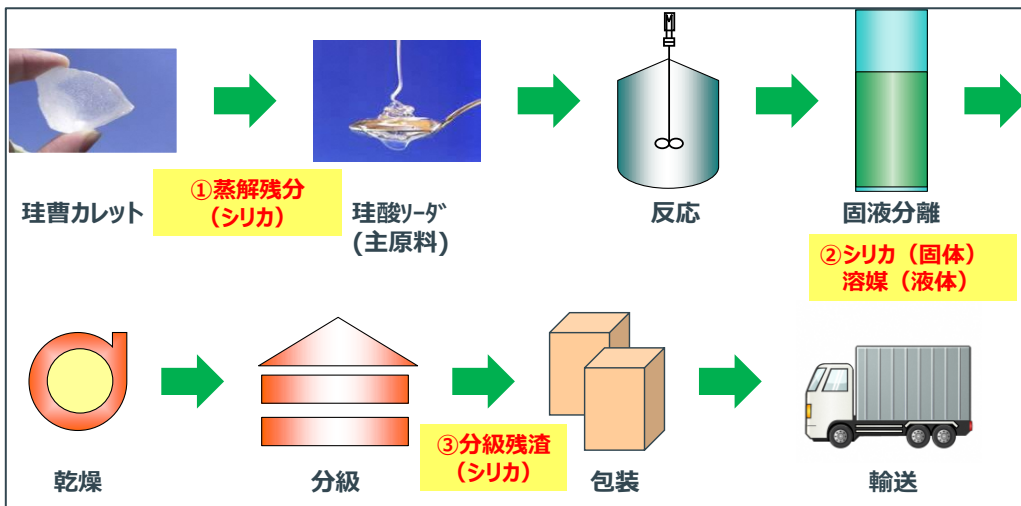 ①蒸解残分
(シリカ)
珪曹カレット
珪酸ｿｰﾀﾞ
(主原料)
M
反応
固液分離
②シリカ（固体）
溶媒（液体）
乾燥
分級
③分級残渣
（シリカ）
包装
輸送